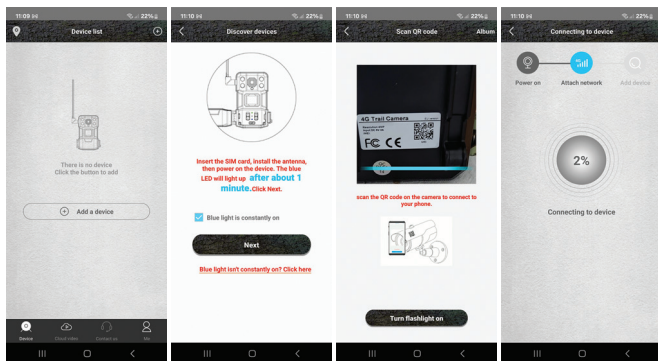 11:09
22%
Device list
There is no device
Click the button to add
Add a device
Device
Cloud video
Contact us
Me
11:10
22%
Discover devices
Insert the SIM card, install the antenna,
then power on the device. The blue
LED will light up after about 1
minute.Click Next.
Blue light is constantly on
Next
Blue light isn't constantly on? Click here
11:10
22%
Scan QR code
Album
4G Trail Camera
FC CE
scan the QR code on the camera to connect to
your phone.
Turn flashlight on
11:10
22%
Connecting to device
Power on
Attach network
Add device
2%
Connecting to device